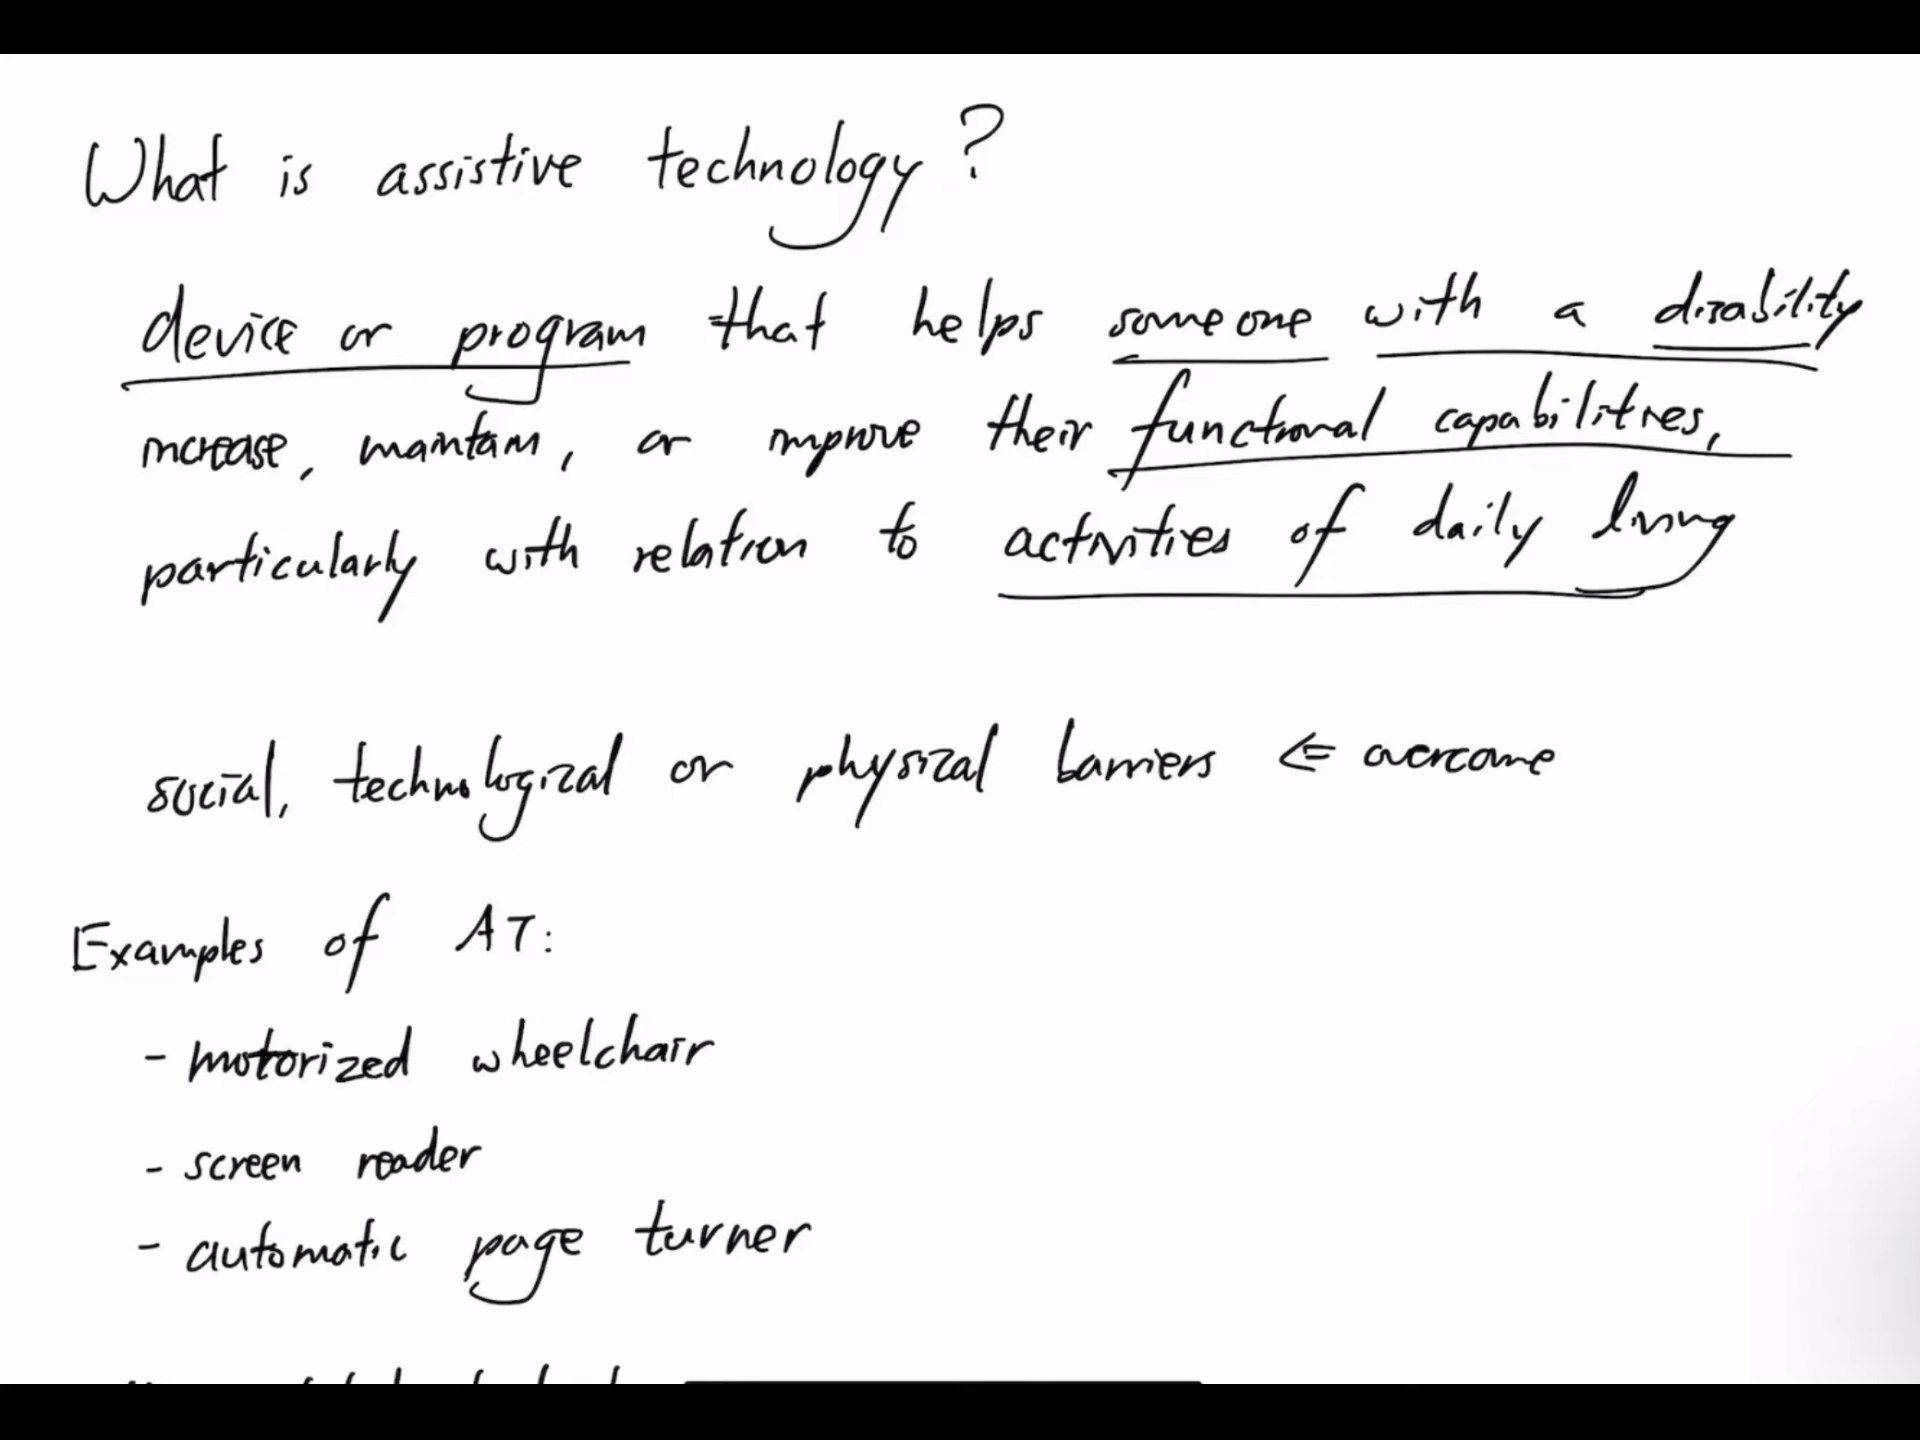 What is assistive technology?
device or program that helps someone with a disability
increase, maintain, or improve their functional capabilities,
particularly with relation to activities of daily living
social, technological or physical barriers <= overcome
Examples of AT:
- motorized wheelchair
- screen reader
- automatic page turner